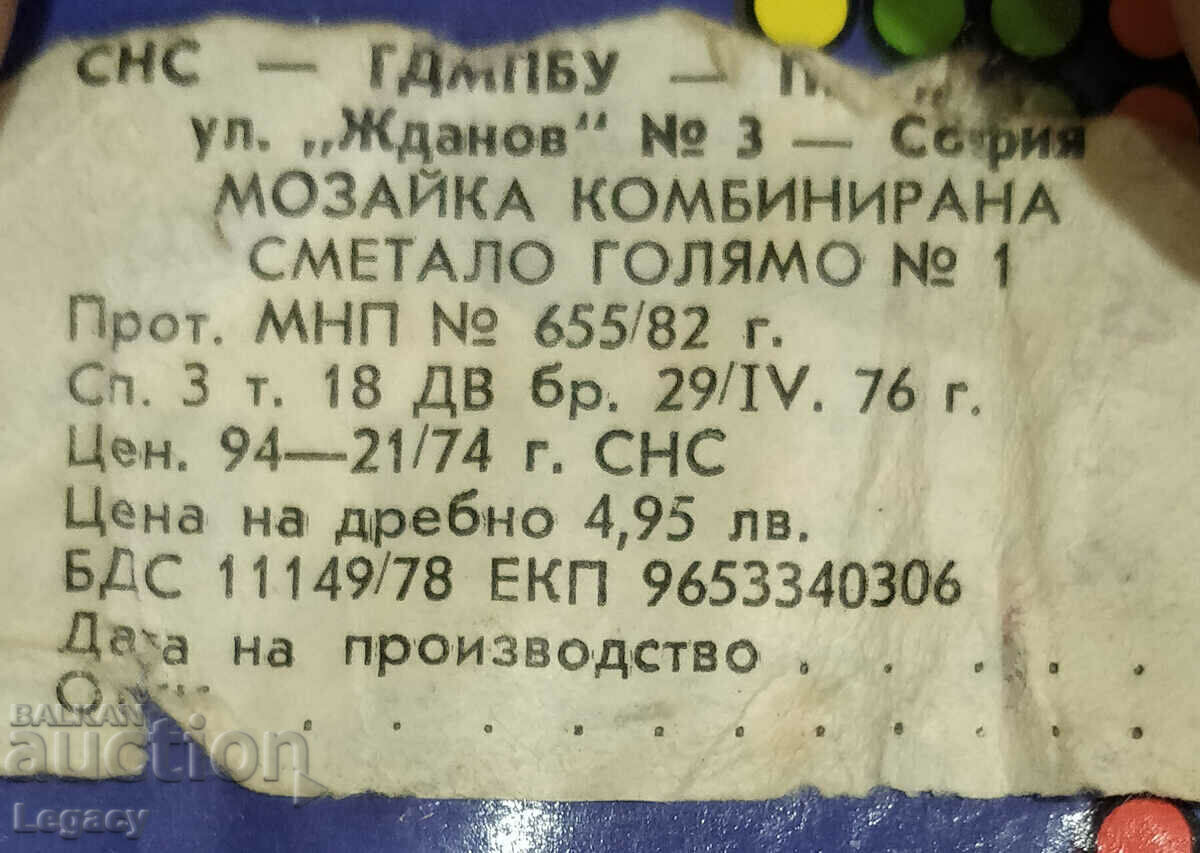 СНС — ГДМПБУ —
ул. „Жданов“ № 3 — София
МОЗАЙКА КОМБИНИРАНА
СМЕТАЛО ГОЛЯМО № 1
Прот. МНП № 655/82 г.
Сп. 3 т. 18 ДВ бр. 29/IV. 76 г.
Цен. 94—21/74 г. СНС
Цена на дребно 4,95 лв.
БДС 11149/78 ЕКП 9653340306
Дата на производство . . . . .
BALKAN
auction
Legacy